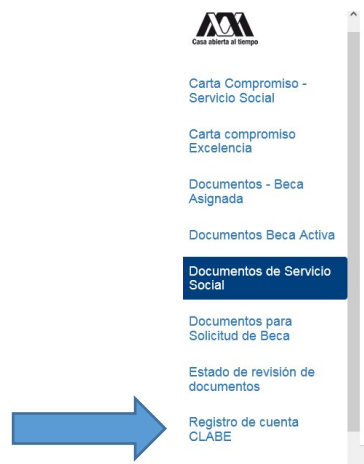 Casa abierta al tiempo
Carta Compromiso -
Servicio Social
Carta compromiso
Excelencia
Documentos - Beca
Asignada
Documentos Beca Activa
Documentos de Servicio
Social
Documentos para
Solicitud de Beca
Estado de revisión de
documentos
Registro de cuenta
CLABE